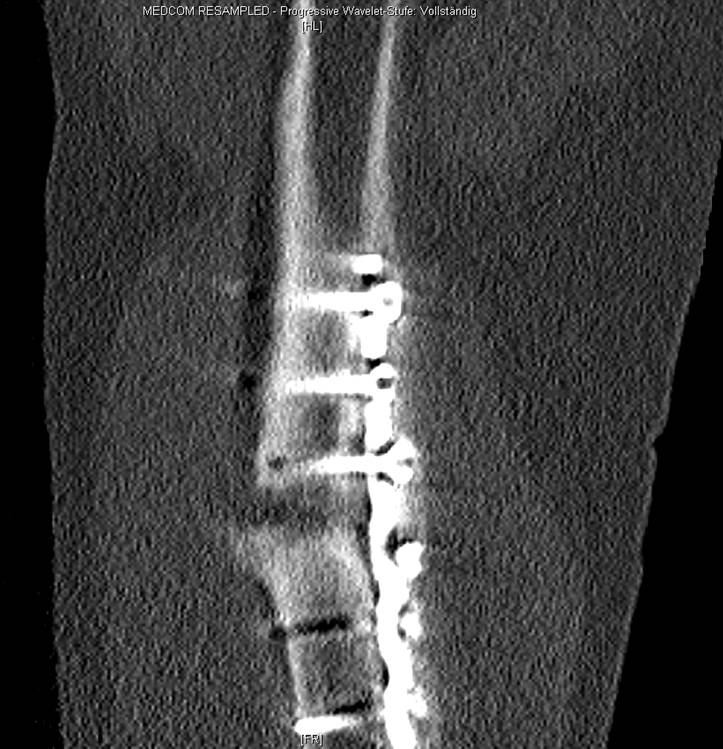 MEDCOM RESAMPLED - Progressive Wavelet-Stufe: Vollständig
[HL]
[FR]